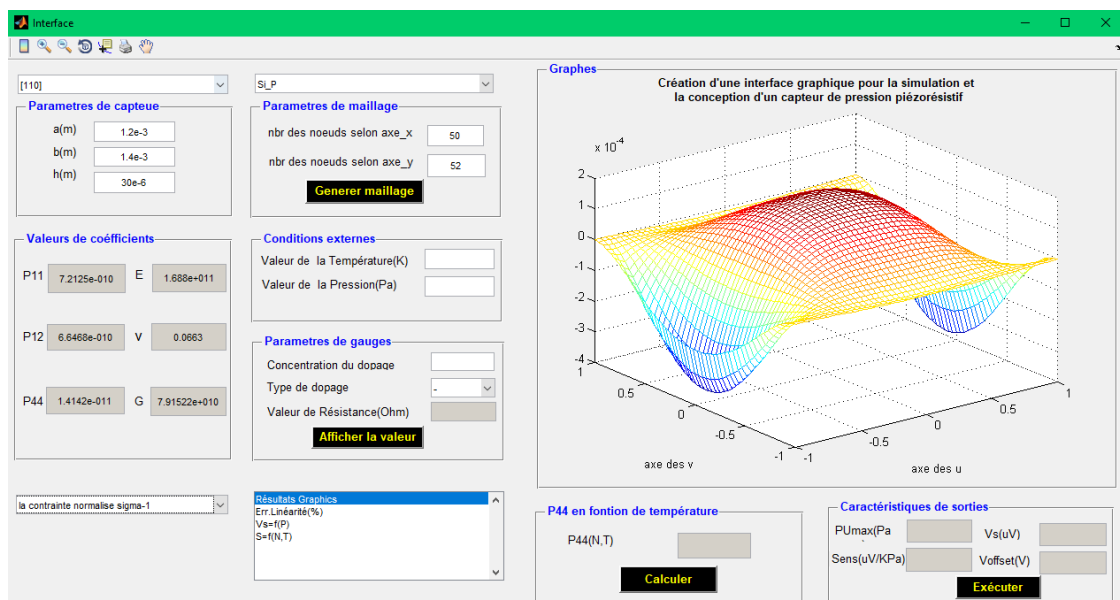 Interface
[110]
Parametres de capteue
a(m) 1.2e-3
b(m) 1.4e-3
h(m) 30e-6
Si_P
Parametres de maillage
nbr des noeuds selon axe_x 50
nbr des noeuds selon axe_y 52
Generer maillage
Valeurs de coéfficients
P11 7.2125e-010 E 1.688e+011
P12 6.6468e-010 v 0.0663
P44 1.4142e-011 G 7.91522e+010
Conditions externes
Valeur de la Température(K)
Valeur de la Pression(Pa)
Parametres de gauges
Concentration du dopage
Type de dopage -
Valeur de Résistance(Ohm)
Afficher la valeur
la contrainte normalise sigma-1
Résultats Graphics
Err.Linéarité(%)
Vs=f(P)
S=f(N,T)
Graphes
Création d'une interface graphique pour la simulation et
la conception d'un capteur de pression piézorésistif
x 10-4
2
1
0
-1
-2
-3
-4
1
0.5
0
-0.5
-1
-1
-0.5
0
0.5
1
axe des v
axe des u
P44 en fontion de température
P44(N,T)
Calculer
Caractéristiques de sorties
PUmax(Pa Vs(uV)
Sens(uV/KPa) Voffset(V)
Exécuter